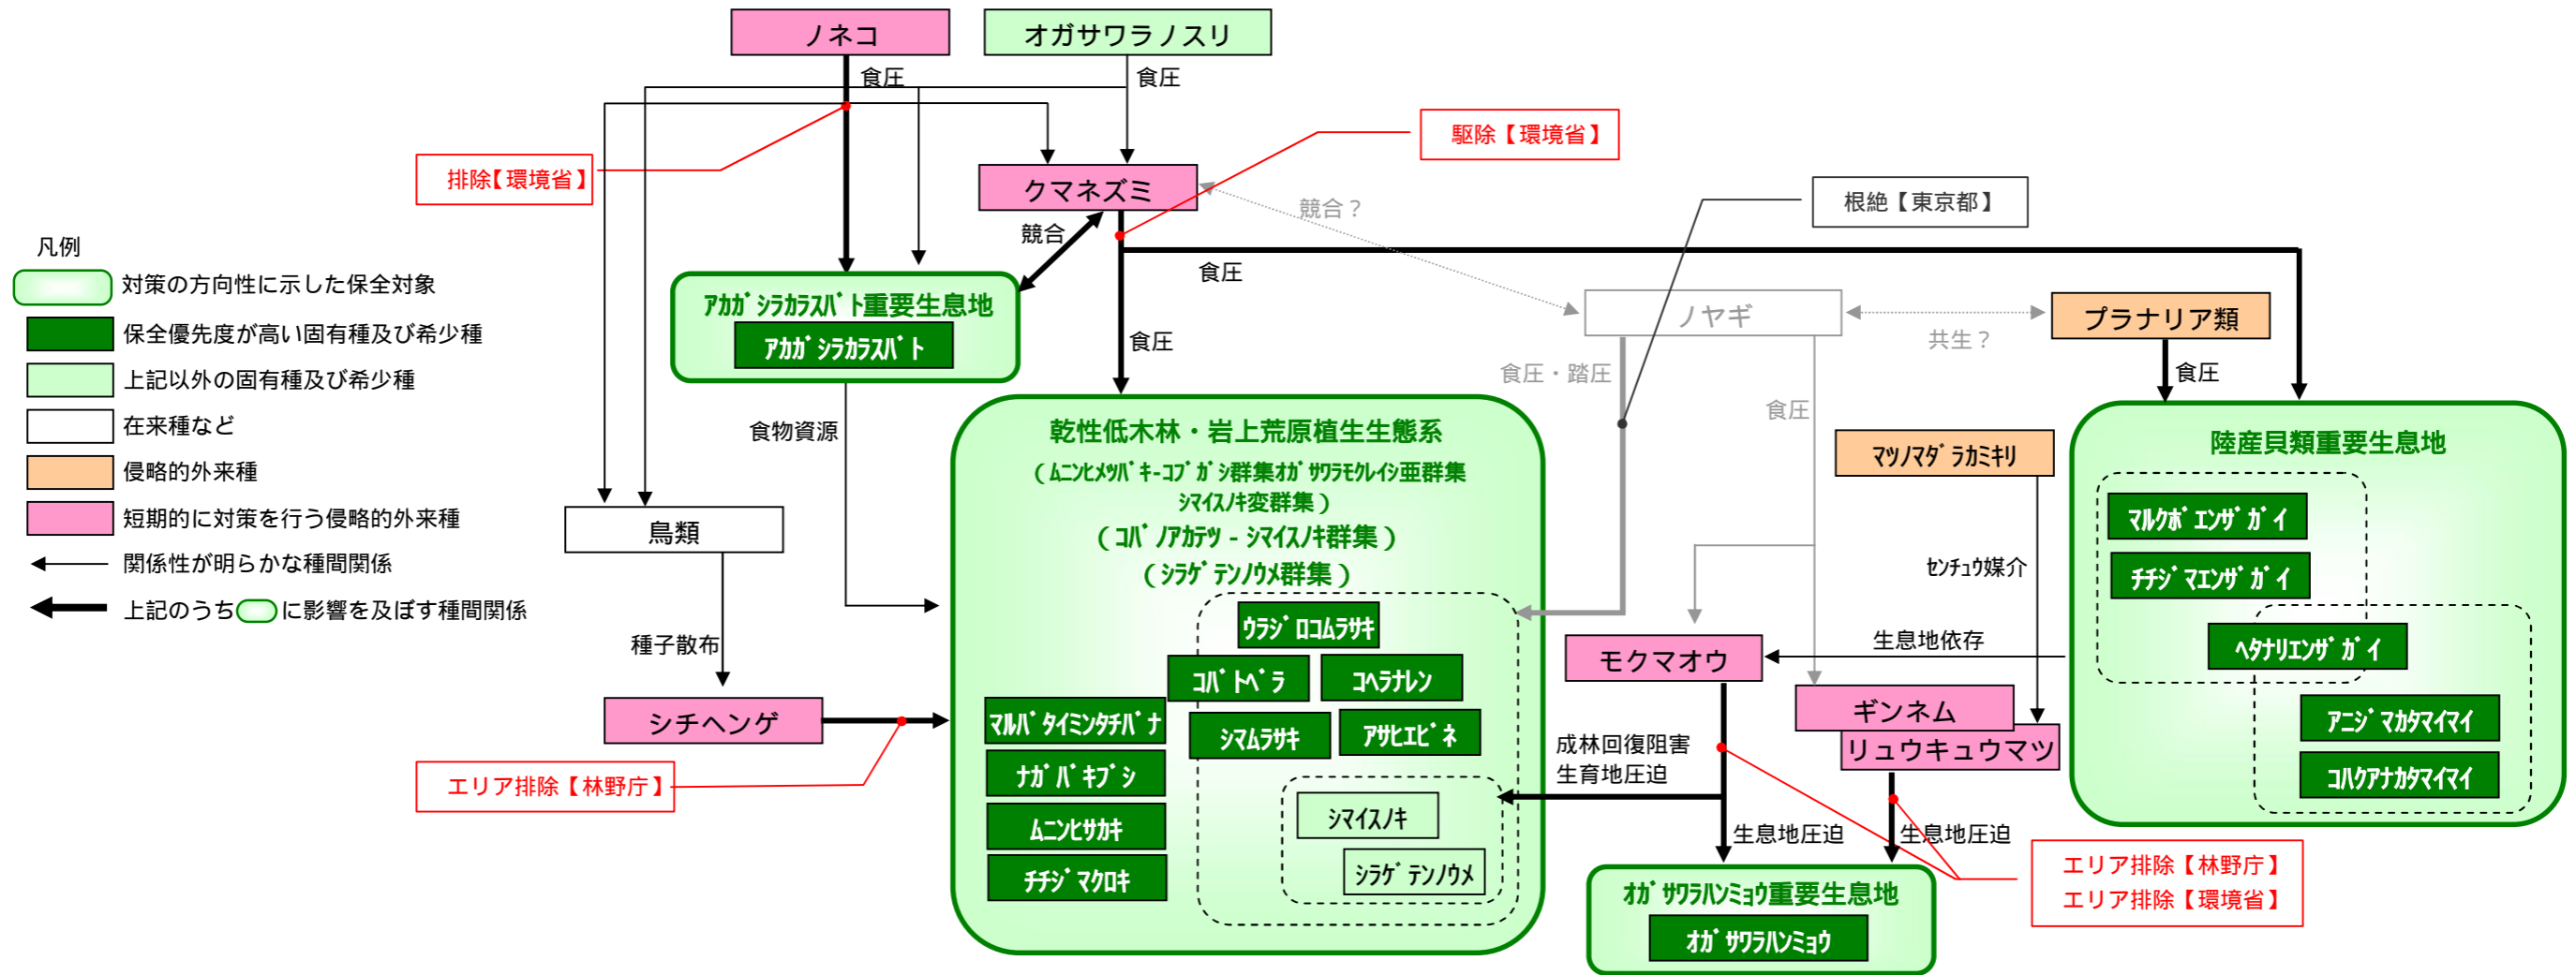 ノネコ
オガサワラノスリ
食圧
食圧
駆除【環境省】
排除【環境省】
クマネズミ
競合？
根絶【東京都】
競合
食圧
凡例
対策の方向性に示した保全対象
保全優先度が高い固有種及び希少種
上記以外の固有種及び希少種
在来種など
侵略的外来種
短期的に対策を行う侵略的外来種
関係性が明らかな種間関係
上記のうち に影響を及ぼす種間関係
アカガシラカラスバト重要生息地
アカガシラカラスバト
食圧
ノヤギ
共生？
プラナリア類
食圧
食圧・踏圧
食圧
食物資源
鳥類
種子散布
シチヘンゲ
エリア排除【林野庁】
乾性低木林・岩上荒原植生生態系
（ムニンヒメツバキ-コブガシ群集オガサワラモクレイシ亜群集
シマイスノキ変群集）
（コバノアカテツ - シマイスノキ群集）
（シラゲテンノウメ群集）
ウラジロコムラサキ
コバトベラ
コヘラナレン
マルバタイミンタチバナ
シマムラサキ
アサヒエビネ
ナガバキブシ
ムニンヒサカキ
チチジマクロキ
シマイスノキ
シラゲテンノウメ
マツノマダラカミキリ
センチュウ媒介
生息地依存
モクマオウ
ギンネム
リュウキュウマツ
成林回復阻害
生育地圧迫
生息地圧迫
生息地圧迫
陸産貝類重要生息地
マルクボエンザガイ
チチジマエンザガイ
ヘタナリエンザガイ
アニジマカタマイマイ
コハクアナカタマイマイ
エリア排除【林野庁】
エリア排除【環境省】
オガサワラハンミョウ重要生息地
オガサワラハンミョウ